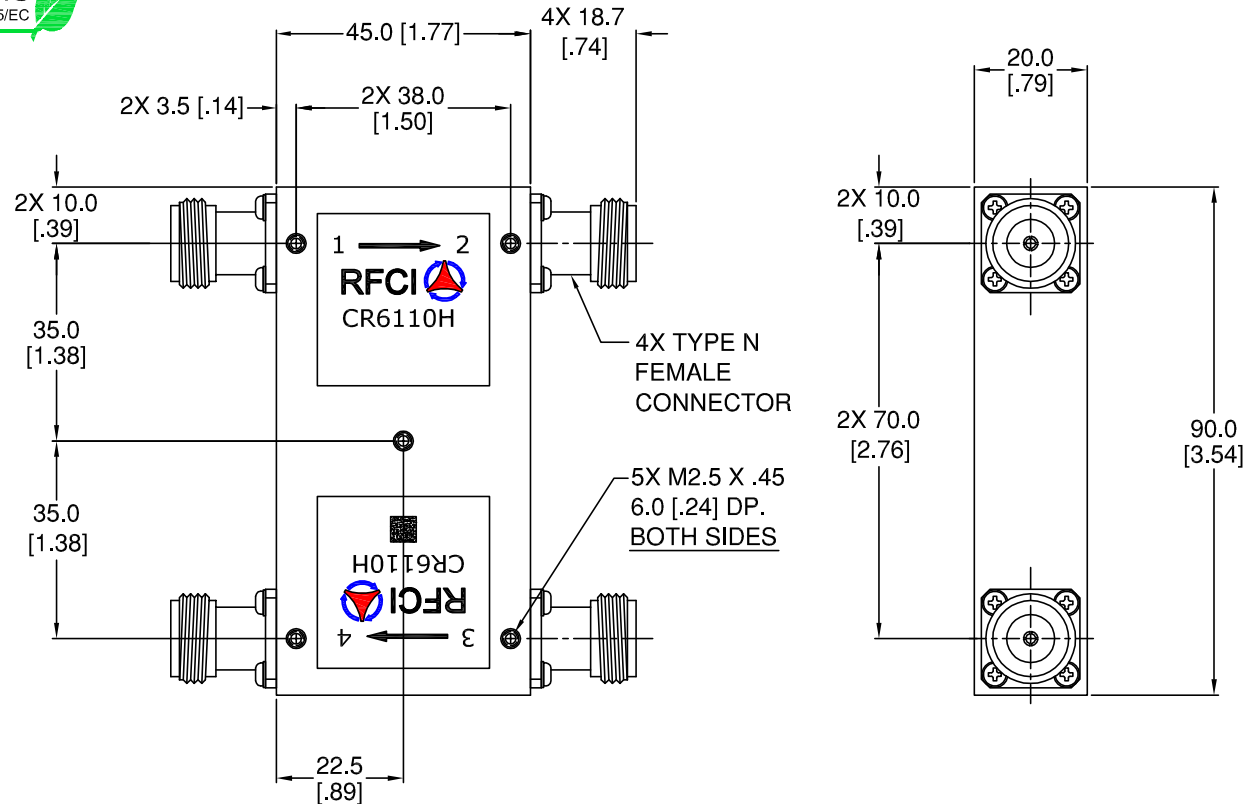 5/EC
45.0 [1.77]
4X 18.7
[.74]
20.0
[.79]
2X 3.5 [.14]
2X 38.0
[1.50]
2X 10.0
[.39]
2X 10.0
[.39]
1 2
RFCI
CR6110H
35.0
[1.38]
4X TYPE N
FEMALE
CONNECTOR
2X 70.0
[2.76]
90.0
[3.54]
5X M2.5 X .45
6.0 [.24] DP.
BOTH SIDES
35.0
[1.38]
3 4
RFCI
CR6110H
22.5
[.89]